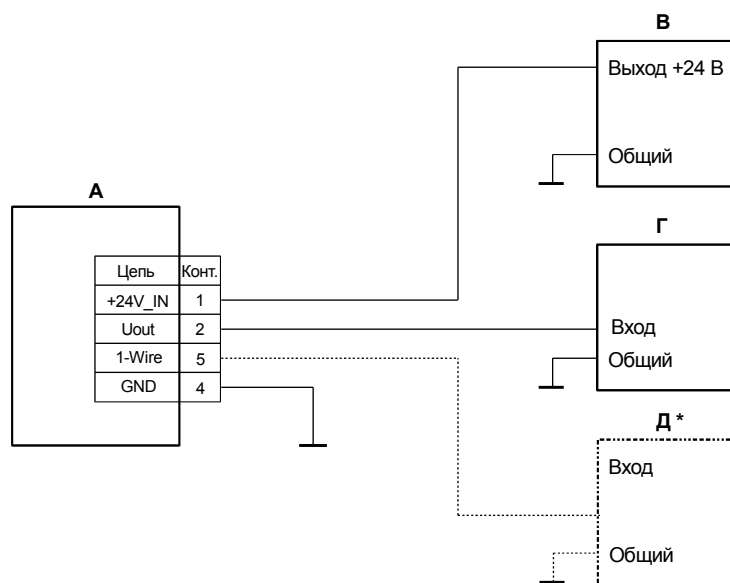 В
Выход +24 В
Общий
А
Г
Цепь Конт.
+24V_IN 1
Uout 2
1-Wire 5
GND 4
Вход
Общий
Д *
Вход
Общий